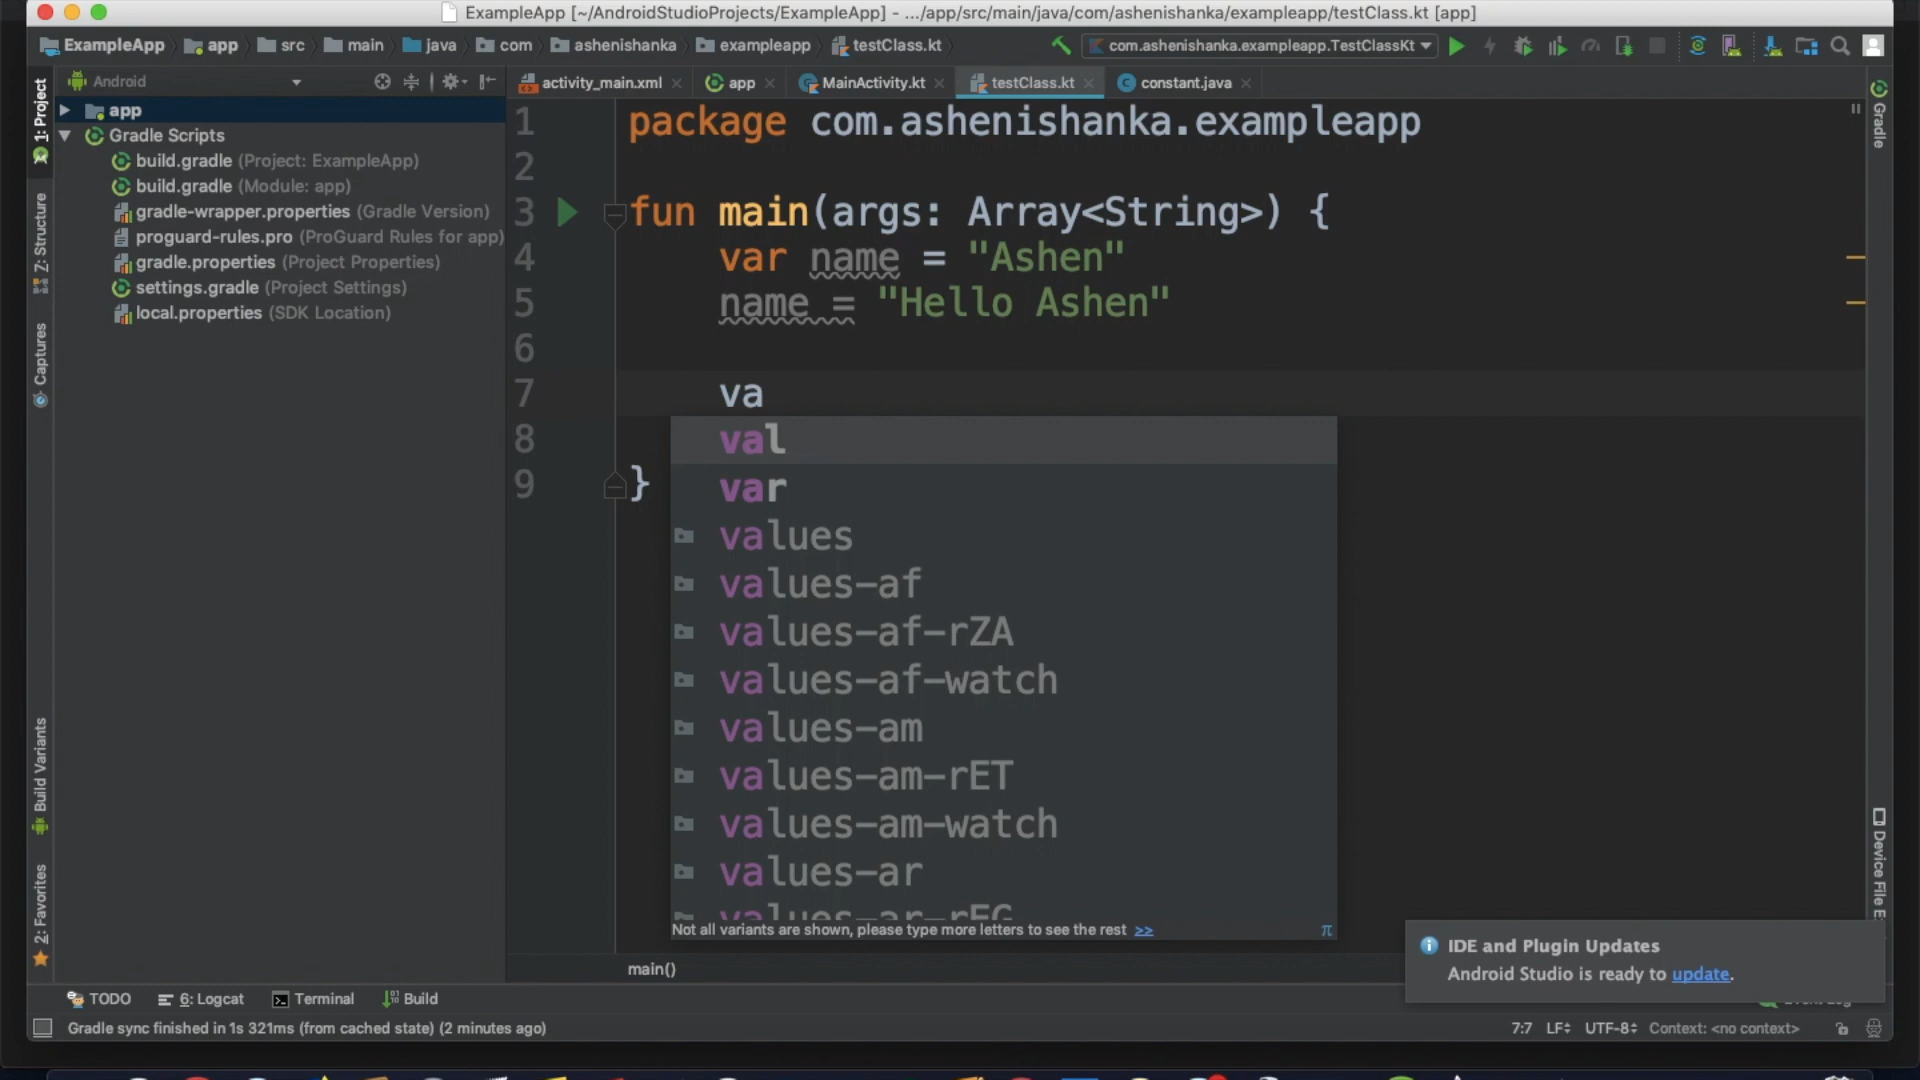 ExampleApp [~/AndroidStudioProjects/ExampleApp] - .../app/src/main/java/com/ashenishanka/exampleapp/testClass.kt [app]
ExampleApp app src main java com ashenishanka exampleapp testClass.kt com.ashenishanka.exampleapp.TestClassKt
Android
activity_main.xml app MainActivity.kt testClass.kt constant.java
1: Project
Z: Structure
Captures
Build Variants
2: Favorites
app
Gradle Scripts
build.gradle (Project: ExampleApp)
build.gradle (Module: app)
gradle-wrapper.properties (Gradle Version)
proguard-rules.pro (ProGuard Rules for app)
gradle.properties (Project Properties)
settings.gradle (Project Settings)
local.properties (SDK Location)
1 package com.ashenishanka.exampleapp
2
3 fun main(args: Array<String>) {
4 var name = "Ashen"
5 name = "Hello Ashen"
6
7 va
8
9 }
val
var
values
values-af
values-af-rZA
values-af-watch
values-am
values-am-rET
values-am-watch
values-ar
values-ar-rEG
Not all variants are shown, please type more letters to see the rest >>
π
main()
Gradle
Device File E
IDE and Plugin Updates
Android Studio is ready to update.
TODO 6: Logcat Terminal Build
Gradle sync finished in 1s 321ms (from cached state) (2 minutes ago)
7:7 LF UTF-8 Context: <no context>